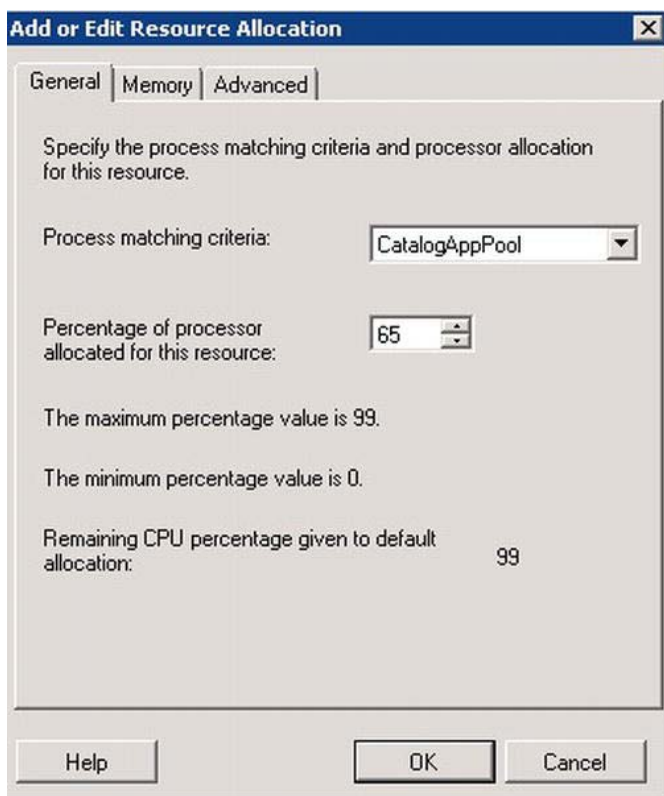 Add or Edit Resource Allocation
General Memory Advanced
Specify the process matching criteria and processor allocation
for this resource.
Process matching criteria: CatalogAppPool
Percentage of processor
allocated for this resource: 65
The maximum percentage value is 99.
The minimum percentage value is 0.
Remaining CPU percentage given to default
allocation: 99
Help OK Cancel